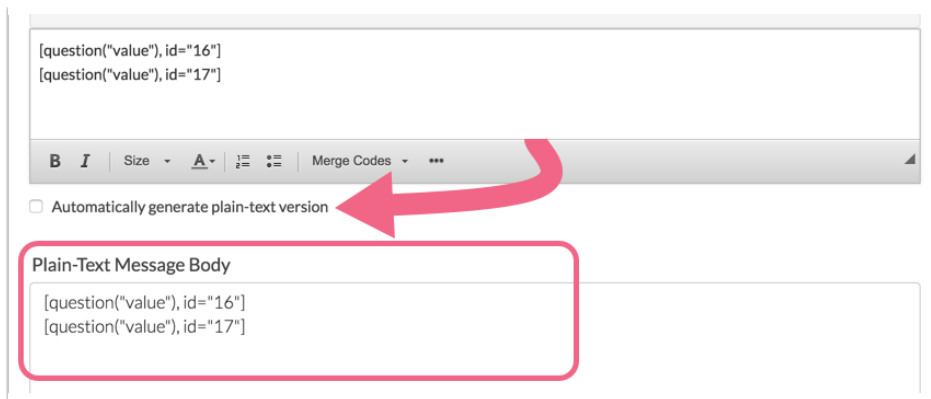 [question("value"), id="16"]
[question("value"), id="17"]
B I Size A Merge Codes •••
Automatically generate plain-text version
Plain-Text Message Body
[question("value"), id="16"]
[question("value"), id="17"]